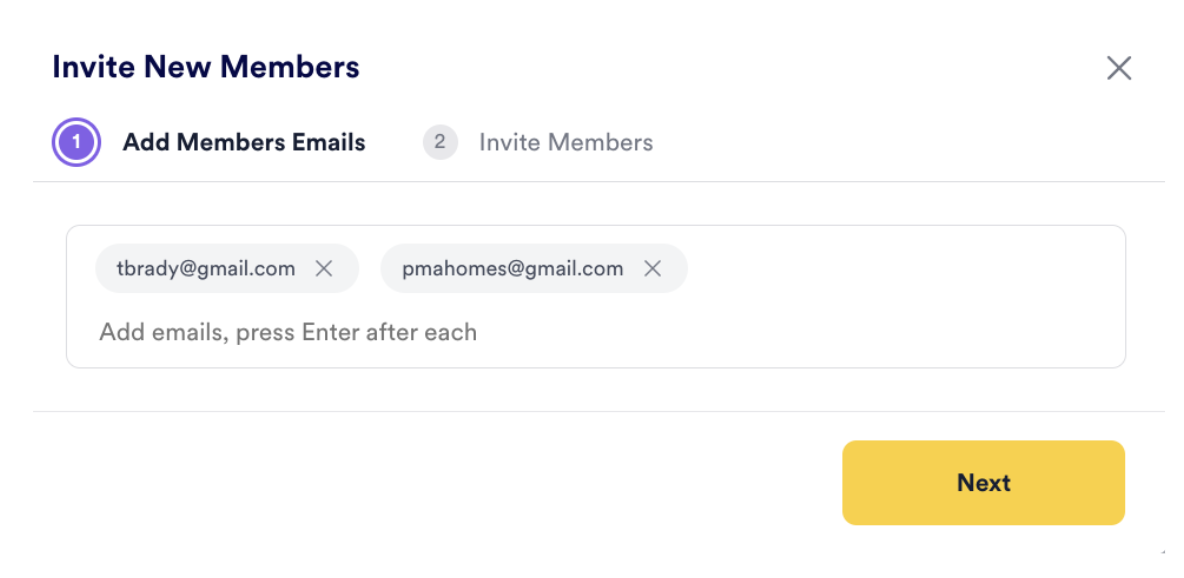 Invite New Members
1 Add Members Emails 2 Invite Members
tbrady@gmail.com pmahomes@gmail.com
Add emails, press Enter after each
Next